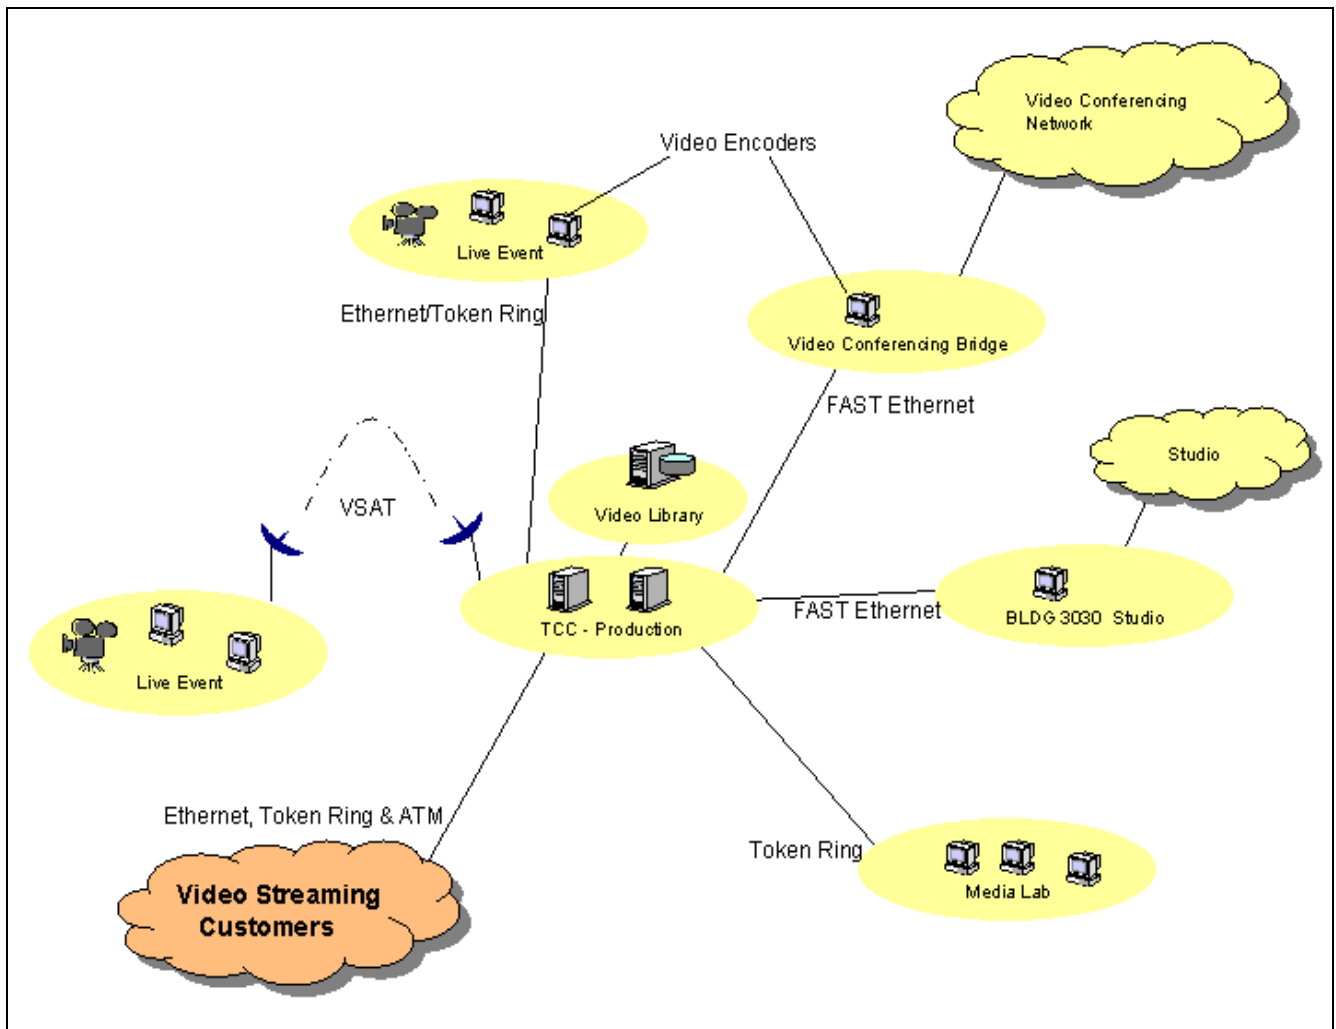 Video Conferencing
Network
Video Encoders
Live Event
Ethernet/Token Ring
Video Conferencing Bridge
FAST Ethernet
Studio
VSAT
Video Library
FAST Ethernet
BLDG 3030 Studio
TCC - Production
Live Event
Ethernet, Token Ring & ATM
Token Ring
Media Lab
Video Streaming
Customers